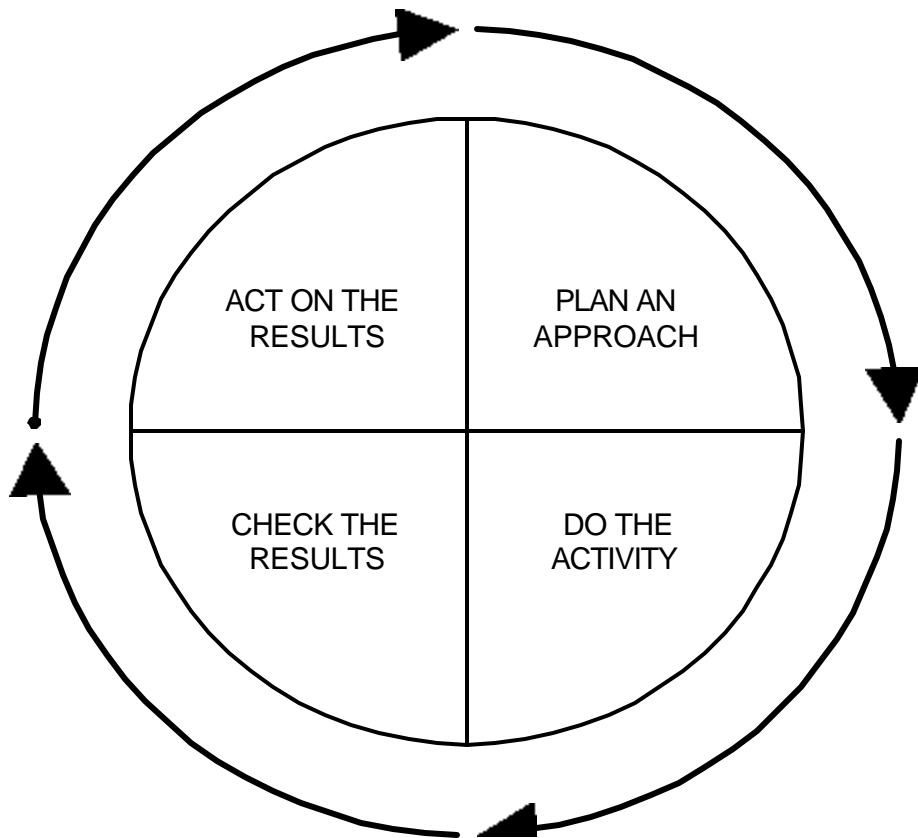 ACT ON THE
RESULTS
PLAN AN
APPROACH
CHECK THE
RESULTS
DO THE
ACTIVITY